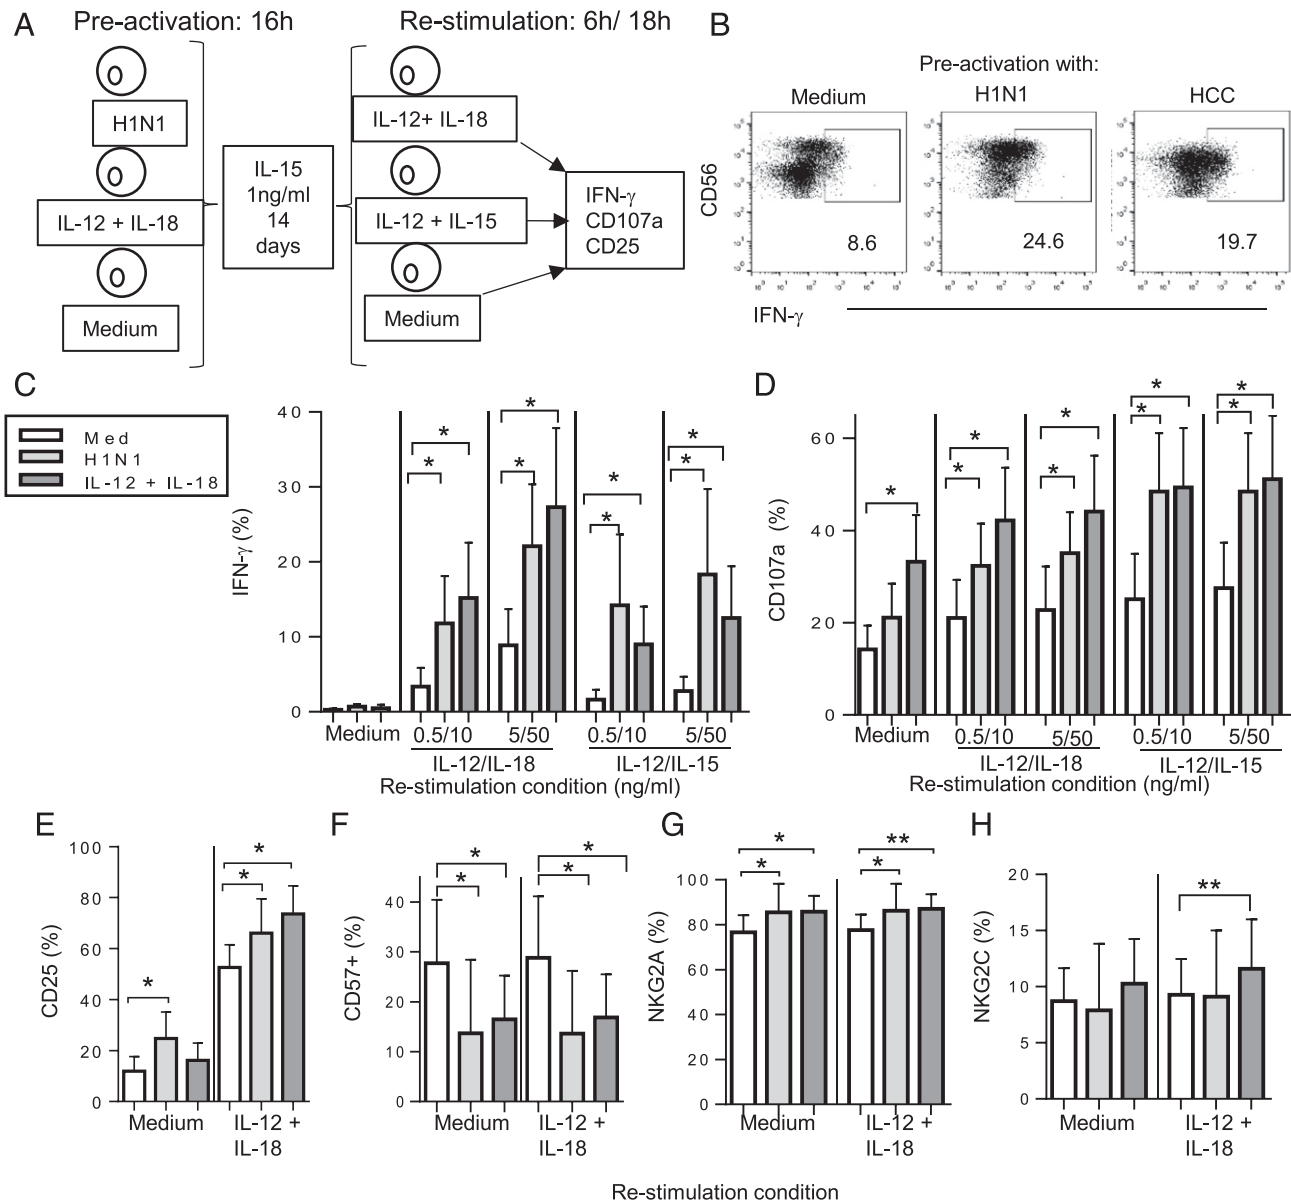 A
Pre-activation: 16h
Re-stimulation: 6h/ 18h
H1N1
IL-12 + IL-18
Medium
IL-15
1ng/ml
14
days
IL-12+ IL-18
IL-12 + IL-15
Medium
IFN-γ
CD107a
CD25
B
Pre-activation with:
Medium
H1N1
HCC
CD56
8.6
24.6
19.7
IFN-γ
C
Med
H1N1
IL-12 + IL-18
IFN-γ (%)
40
30
20
10
0
* * * * * * * *
Medium
0.5/10
5/50
0.5/10
5/50
IL-12/IL-18
IL-12/IL-15
Re-stimulation condition (ng/ml)
D
CD107a (%)
60
40
20
0
* * * * * * * * *
Medium
0.5/10
5/50
0.5/10
5/50
IL-12/IL-18
IL-12/IL-15
Re-stimulation condition (ng/ml)
E
CD25 (%)
100
80
60
40
20
0
* * *
Medium
IL-12 +
IL-18
F
CD57+ (%)
40
30
20
10
0
* * * *
Medium
IL-12 +
IL-18
G
NKG2A (%)
100
80
60
40
20
0
* * * **
Medium
IL-12 +
IL-18
H
NKG2C (%)
20
15
10
5
0
**
Medium
IL-12 +
IL-18
Re-stimulation condition